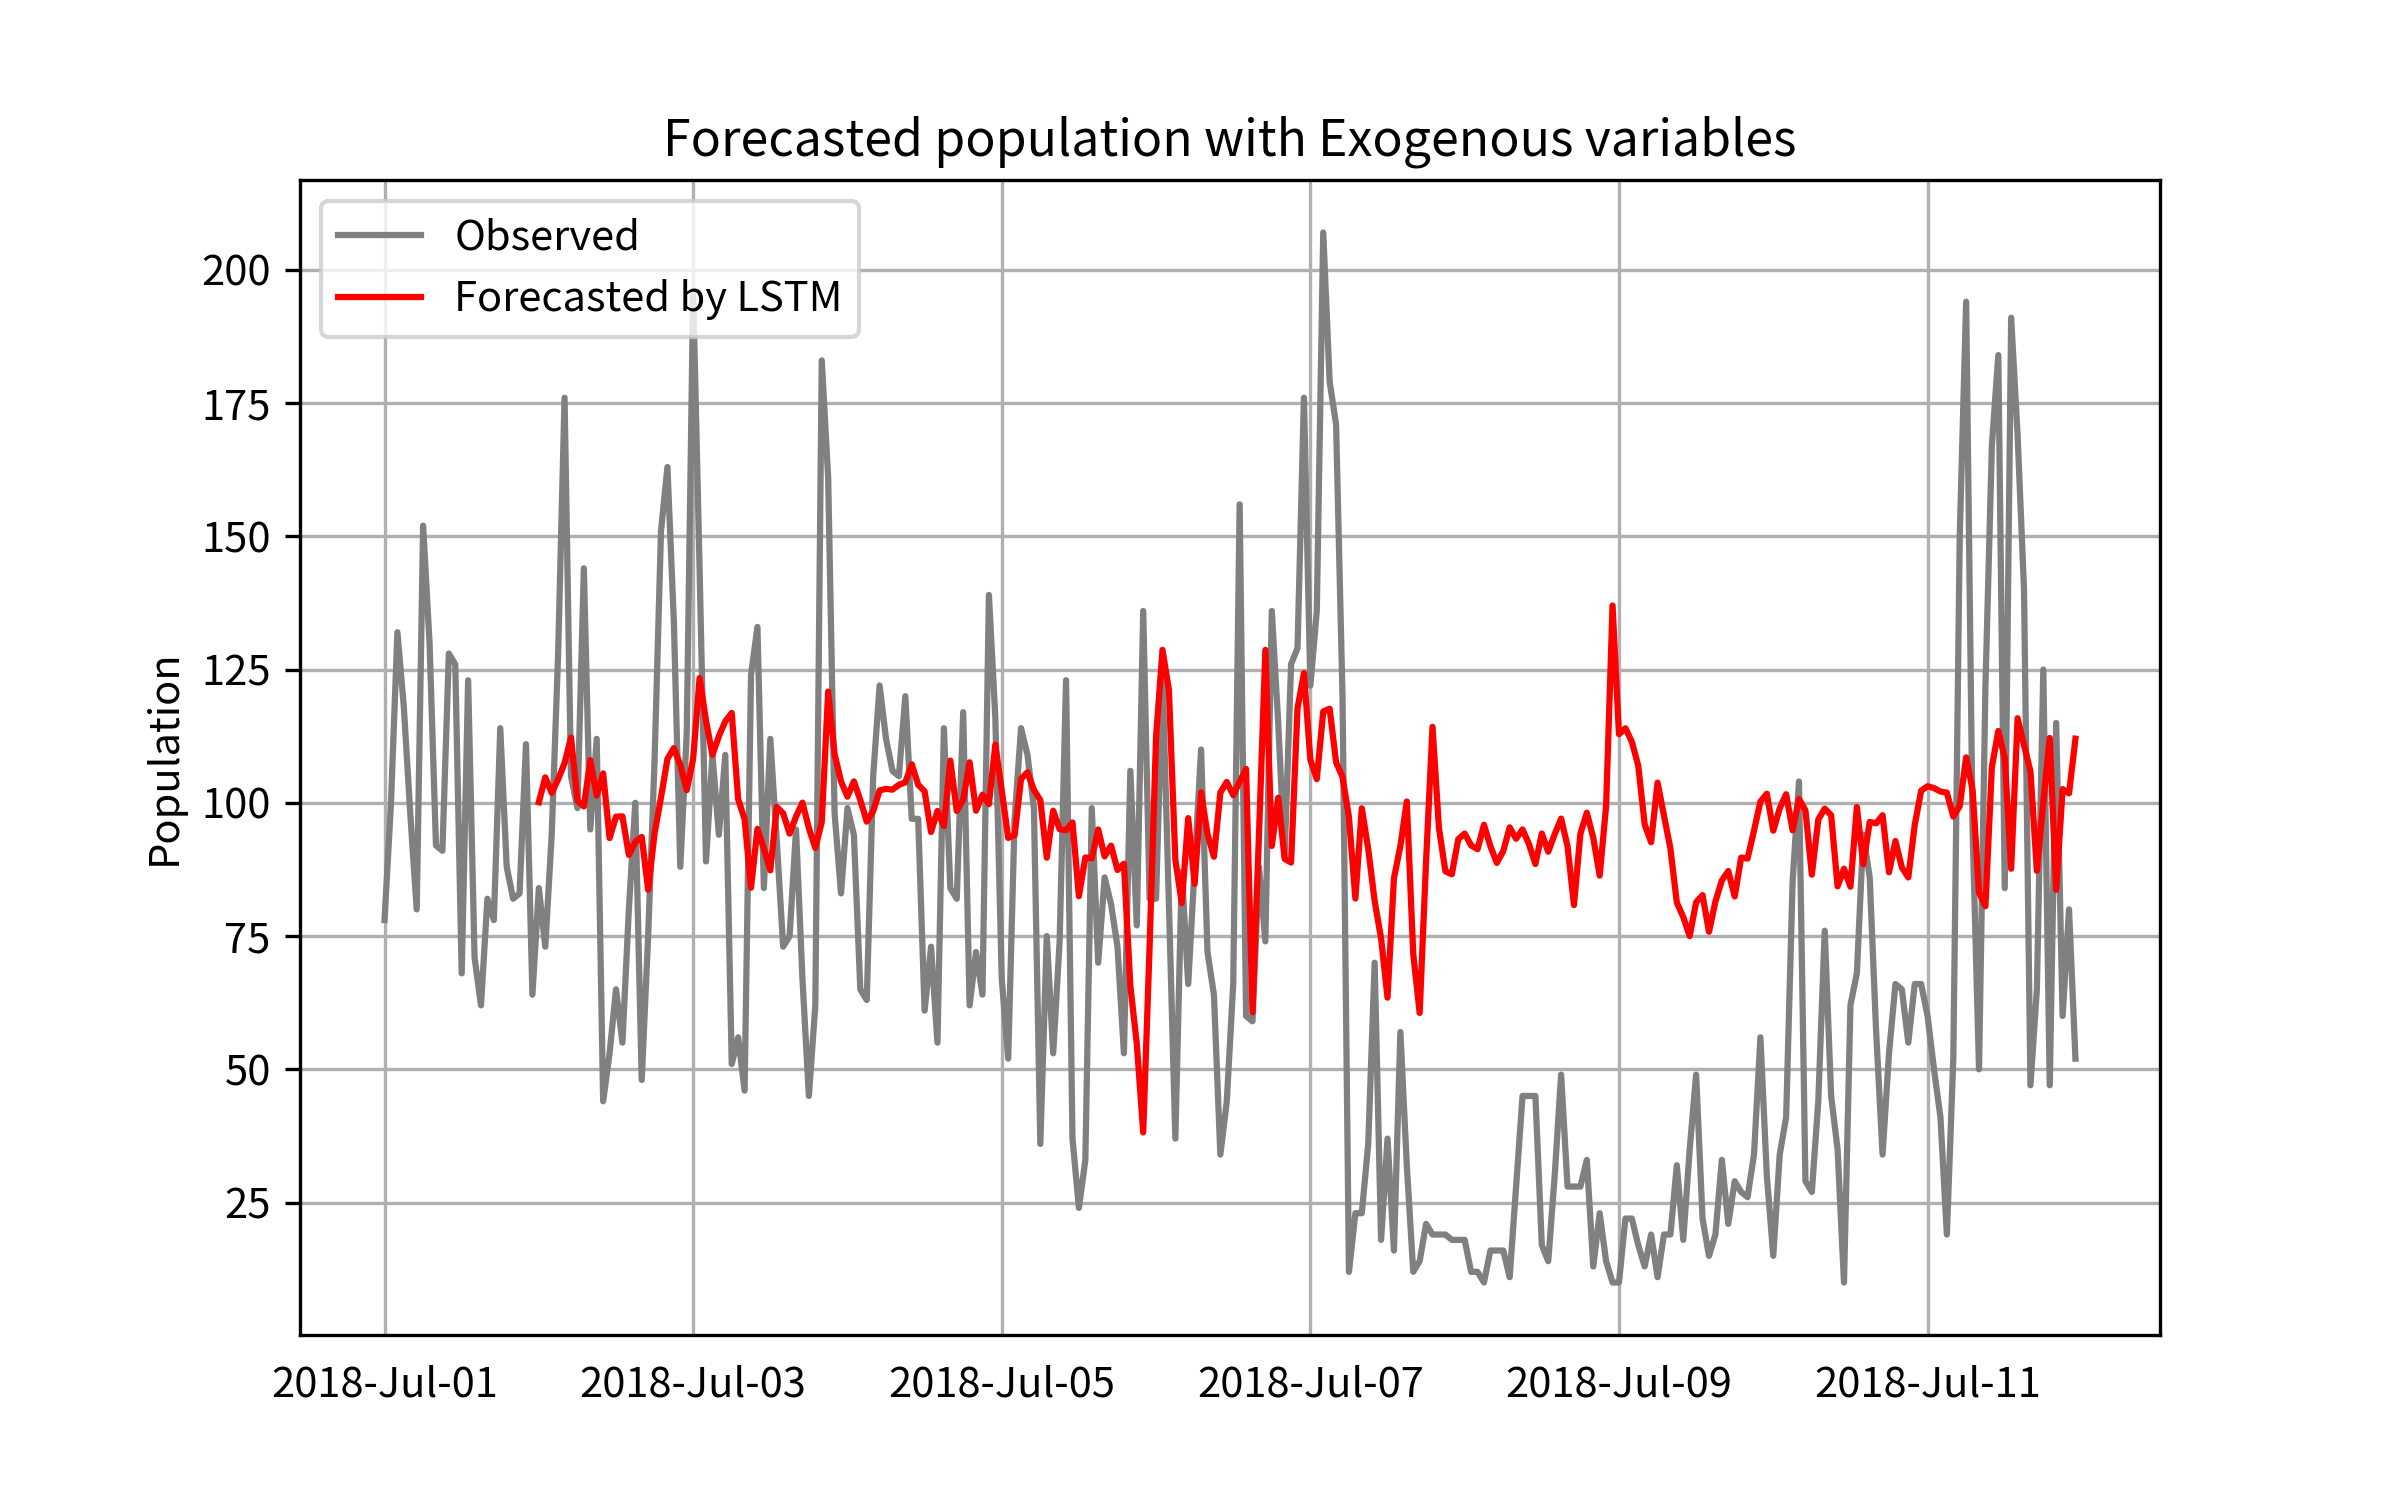 Forecasted population with Exogenous variables
Observed
Forecasted by LSTM
Population
200
175
150
125
100
75
50
25
2018-Jul-01
2018-Jul-03
2018-Jul-05
2018-Jul-07
2018-Jul-09
2018-Jul-11